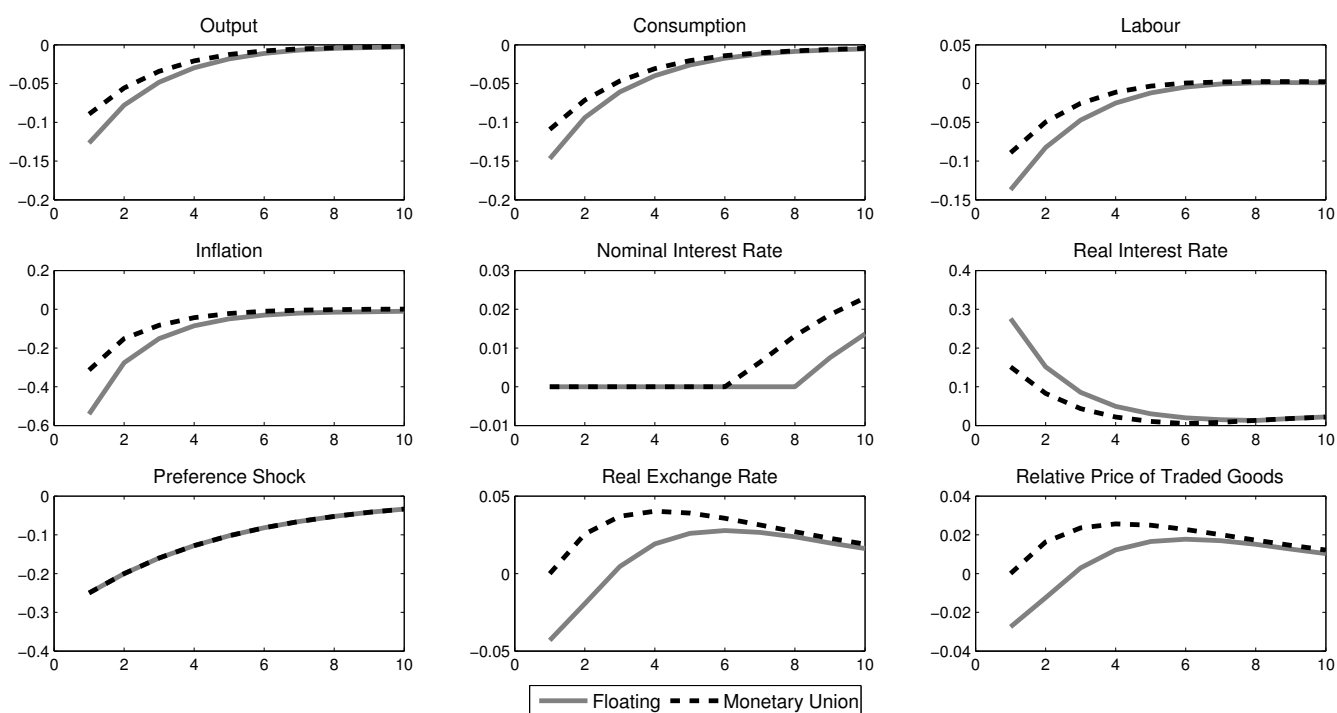 Output Consumption Labour
0 0 0.05
−0.05 −0.05 0
−0.1 −0.1 −0.05
−0.15 −0.15 −0.1
−0.2 −0.2 −0.15
0 2 4 6 8 10 0 2 4 6 8 10 0 2 4 6 8 10
Inflation Nominal Interest Rate Real Interest Rate
0.2 0.03 0.4
0 0.02 0.3
−0.2 0.01 0.2
−0.4 0 0.1
−0.6 −0.01 0
0 2 4 6 8 10 0 2 4 6 8 10 0 2 4 6 8 10
Preference Shock Real Exchange Rate Relative Price of Traded Goods
0 0.05 0.04
−0.1 0.02
−0.2 0 0
−0.3 −0.02
−0.4 −0.05 −0.04
0 2 4 6 8 10 0 2 4 6 8 10 0 2 4 6 8 10
Floating Monetary Union